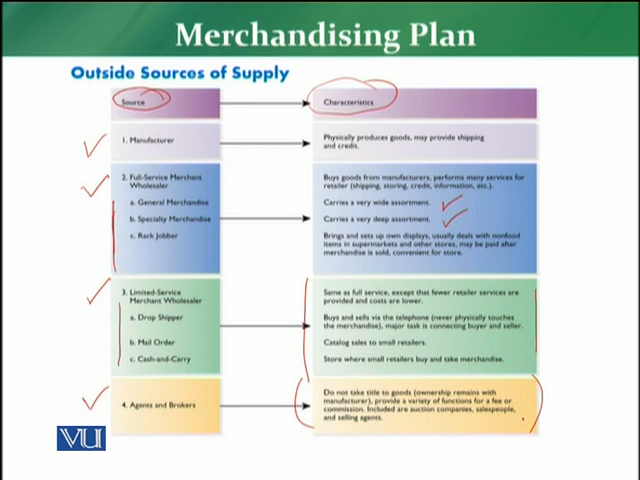 Merchandising Plan
Outside Sources of Supply
Source
Characteristics
1. Manufacturer
Physically produces goods, may provide shipping
and credit.
2. Full-Service Merchant
Wholesaler
Buys goods from manufacturers, performs many services for
retailer (shipping, storing, credit, information, etc.).
a. General Merchandise
Carries a very wide assortment.
b. Specialty Merchandise
Carries a very deep assortment.
c. Rack Jobber
Brings and sets up own displays, usually deals with nonfood
items in supermarkets and other stores, may be paid after
merchandise is sold, convenient for store.
3. Limited-Service
Merchant Wholesaler
Same as full service, except that fewer retailer services are
provided and costs are lower.
a. Drop Shipper
Buys and sells via the telephone (never physically touches
the merchandise), major task is connecting buyer and seller.
b. Mail Order
Catalog sales to small retailers.
c. Cash-and-Carry
Store where small retailers buy and take merchandise.
4. Agents and Brokers
Do not take title to goods (ownership remains with
manufacturer), provide a variety of functions for a fee or
commission. Included are auction companies, salespeople,
and selling agents.
VU